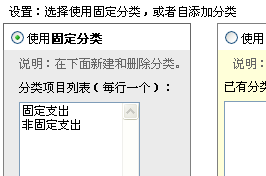 设置：选择使用固定分类，或者自添加分类
使用固定分类
说明：在下面新建和删除分类。
分类项目列表（每行一个）：
固定支出
非固定支出
使用
说明：
已有分